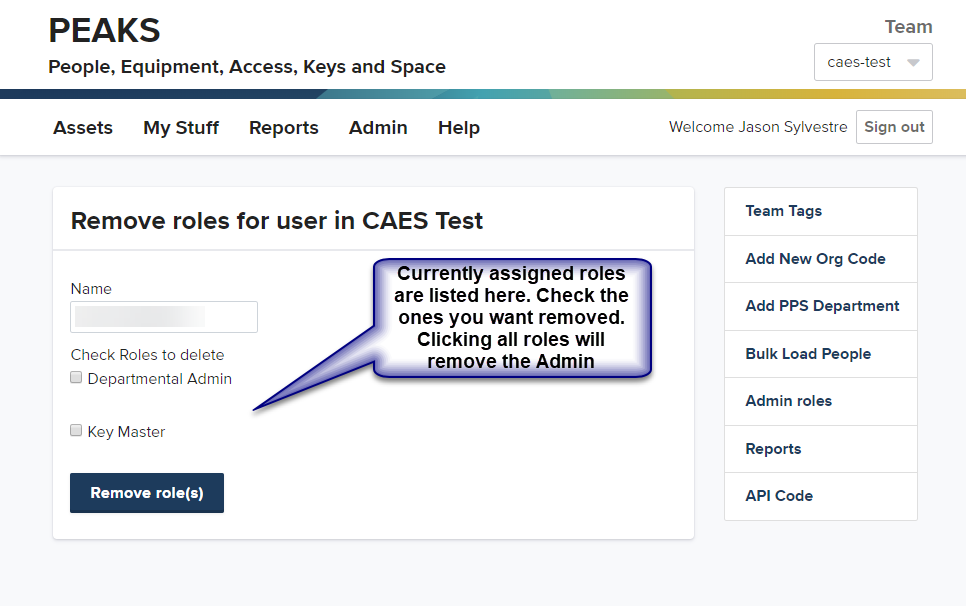 PEAKS
People, Equipment, Access, Keys and Space
Team
caes-test
Assets
My Stuff
Reports
Admin
Help
Welcome Jason Sylvestre
Sign out
Remove roles for user in CAES Test
Name
Check Roles to delete
Departmental Admin
Key Master
Remove role(s)
Currently assigned roles
are listed here. Check the
ones you want removed.
Clicking all roles will
remove the Admin
Team Tags
Add New Org Code
Add PPS Department
Bulk Load People
Admin roles
Reports
API Code